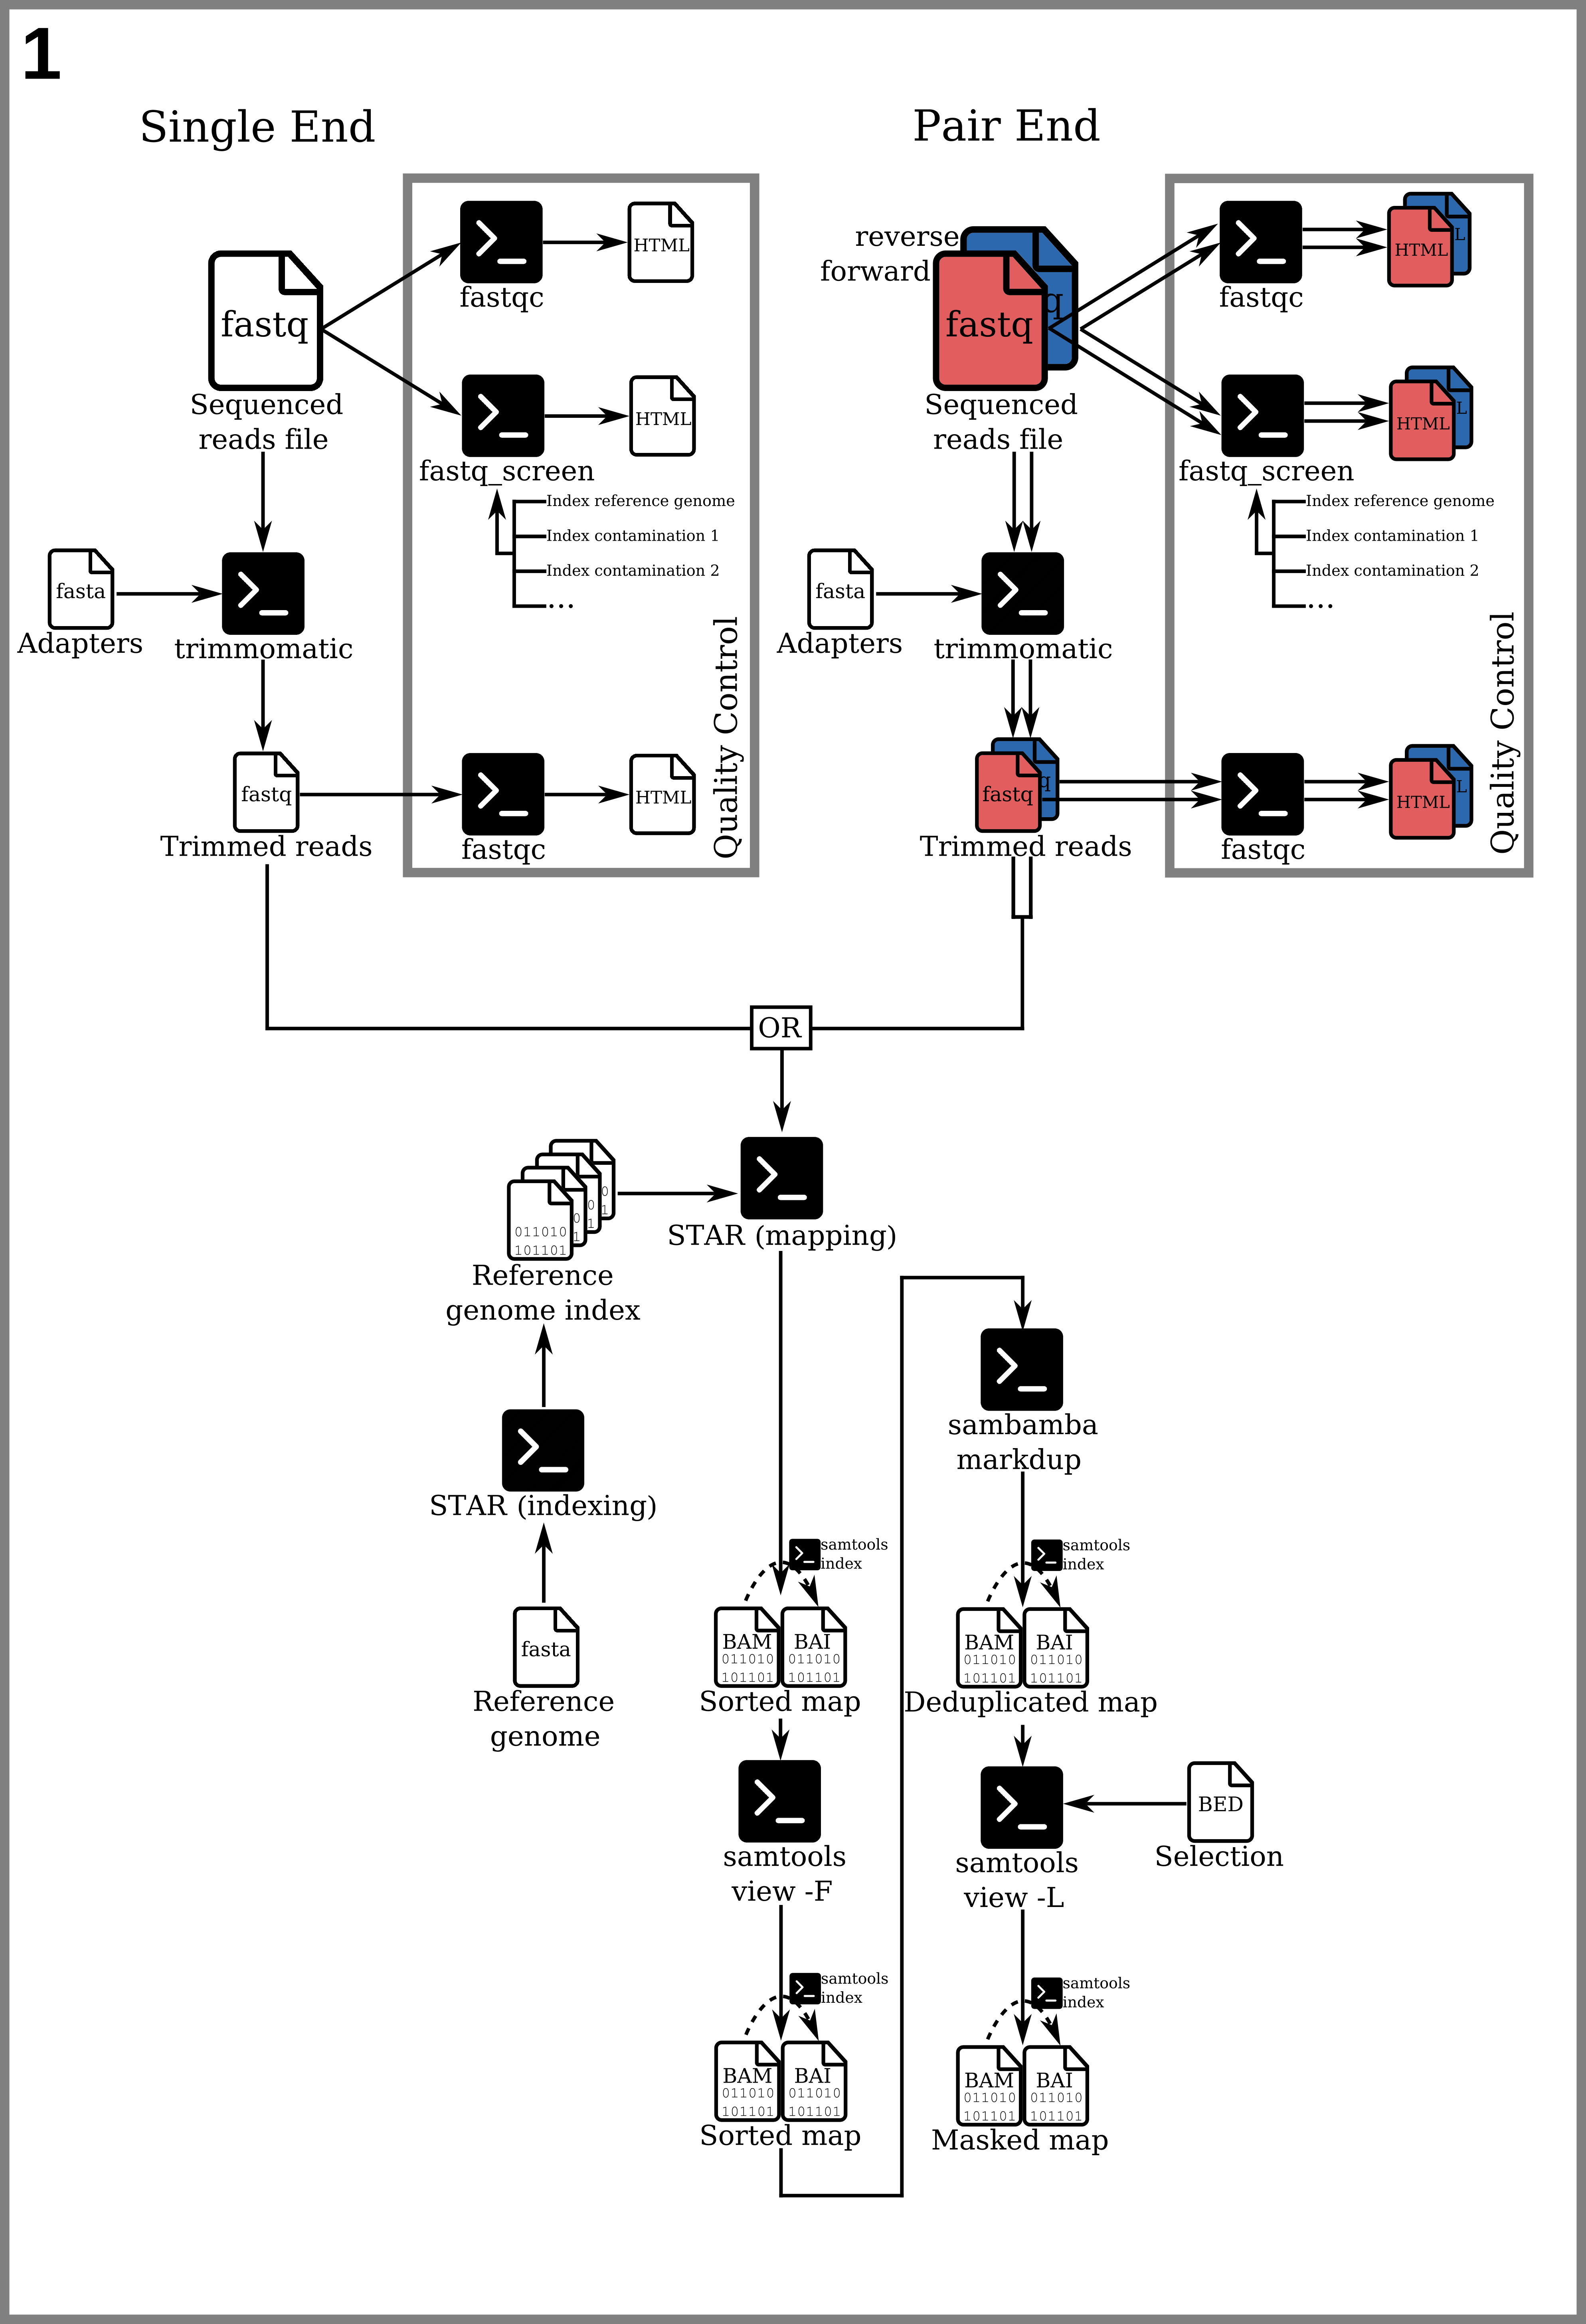 1
Single End
fastq
Sequenced
reads file
fasta
Adapters
trimmomatic
fastq
Trimmed reads
fastqc
HTML
fastq_screen
HTML
Index reference genome
Index contamination 1
Index contamination 2
...
fastqc
HTML
Quality Control
Pair End
reverse
forward
q
fastq
Sequenced
reads file
fasta
Adapters
trimmomatic
q
fastq
Trimmed reads
fastqc
L
HTML
fastq_screen
L
HTML
Index reference genome
Index contamination 1
Index contamination 2
...
fastqc
L
HTML
Quality Control
OR
STAR (mapping)
0
1
0
1
0
1
011010
101101
Reference
genome index
STAR (indexing)
fasta
Reference
genome
samtools
index
BAM
011010
101101
BAI
011010
101101
Sorted map
samtools
view -F
samtools
index
BAM
011010
101101
BAI
011010
101101
Sorted map
sambamba
markdup
samtools
index
BAM
011010
101101
BAI
011010
101101
Deduplicated map
samtools
view -L
BED
Selection
samtools
index
BAM
011010
101101
BAI
011010
101101
Masked map